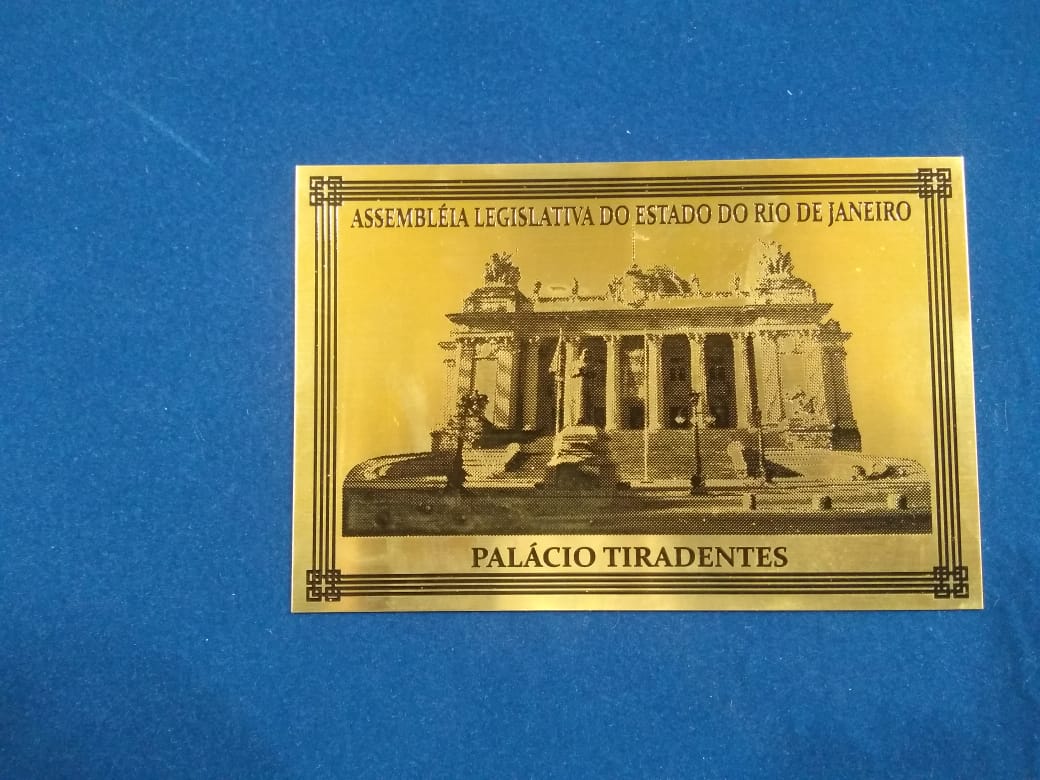 ASSEMBLÉIA LEGISLATIVA DO ESTADO DO RIO DE JANEIRO
PALÁCIO TIRADENTES